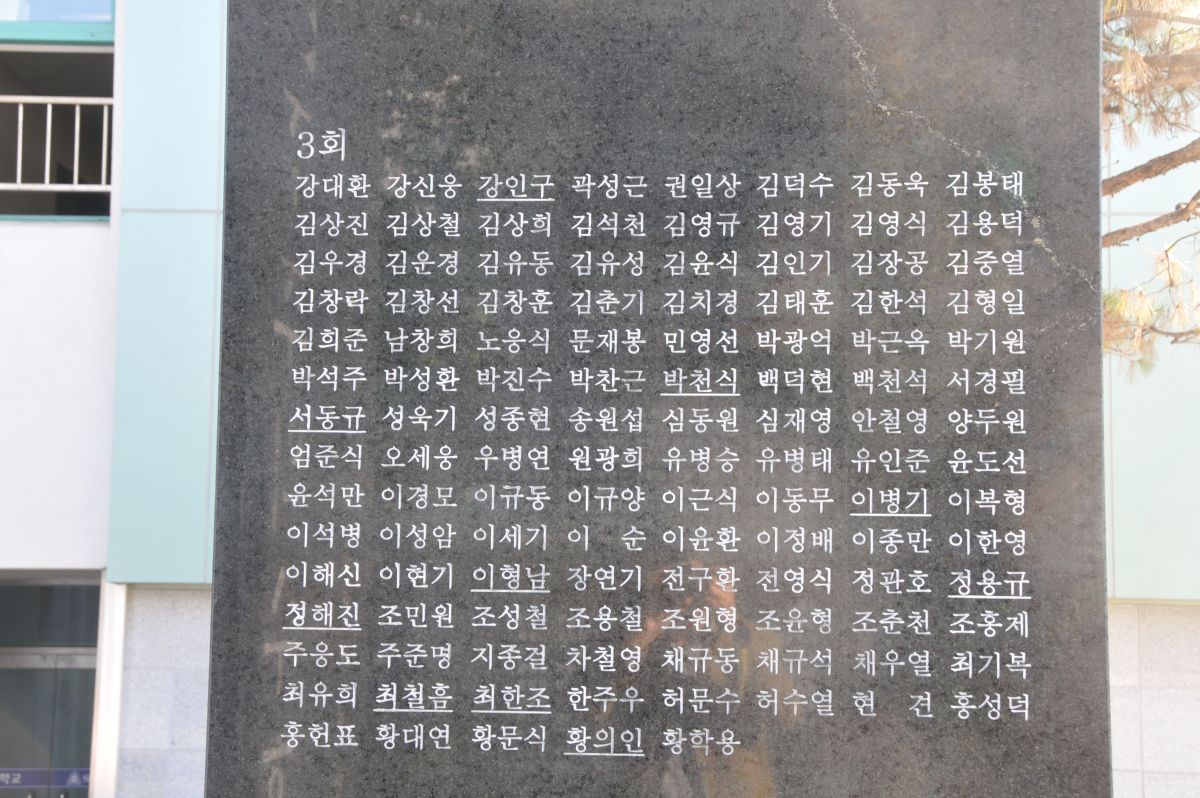 3회
강대환 강신웅 강인구 곽성근 권일상 김덕수 김동욱 김봉태
김상진 김상철 김상희 김석천 김영규 김영기 김영식 김용덕
김우경 김운경 김유동 김유성 김윤식 김인기 김장공 김중열
김창락 김창선 김창훈 김춘기 김치경 김태훈 김한석 김형일
김희준 남창희 노웅식 문재봉 민영선 박광억 박근옥 박기원
박석주 박성환 박진수 박찬근 박천식 백덕현 백천석 서경필
서동규 성욱기 성종현 송원섭 심동원 심재영 안철영 양두원
엄준식 오세웅 우병연 원광희 유병승 유병태 유인준 윤도선
윤석만 이경모 이규동 이규양 이근식 이동무 이병기 이복형
이석병 이성암 이세기 이 순 이윤환 이정배 이종만 이한영
이해신 이현기 이형남 장연기 전구환 전영식 정관호 정용규
정해진 조민원 조성철 조용철 조원형 조윤형 조춘천 조홍제
주웅도 주준명 지종걸 차철영 채규동 채규석 채우열 최기복
최유희 최철흠 최한조 한주우 허문수 허수열 현 견 홍성덕
홍헌표 황대연 황문식 황의인 황학용
학교